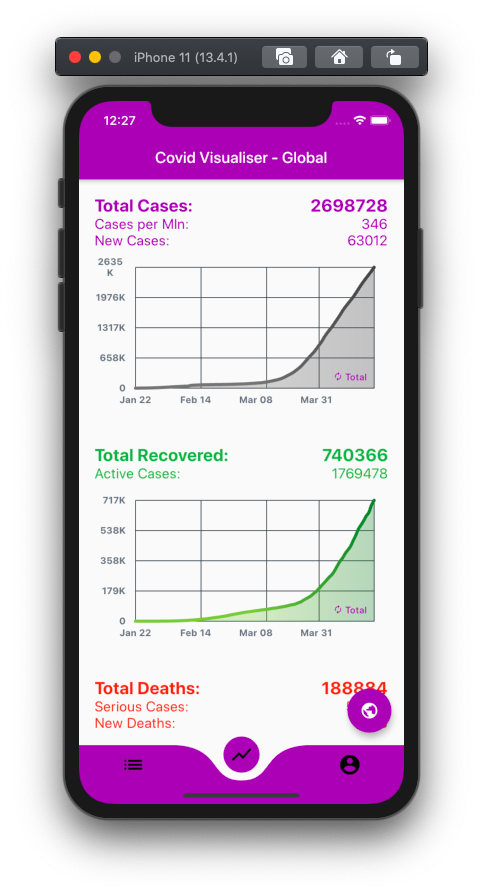 iPhone 11 (13.4.1)
12:27
Covid Visualiser - Global
Total Cases: 2698728
Cases per Mln: 346
New Cases: 63012
2635
K
1976K
1317K
658K
0
Total
Jan 22 Feb 14 Mar 08 Mar 31
Total Recovered: 740366
Active Cases: 1769478
717K
538K
358K
179K
0
Total
Jan 22 Feb 14 Mar 08 Mar 31
Total Deaths: 188884
Serious Cases:
New Deaths: